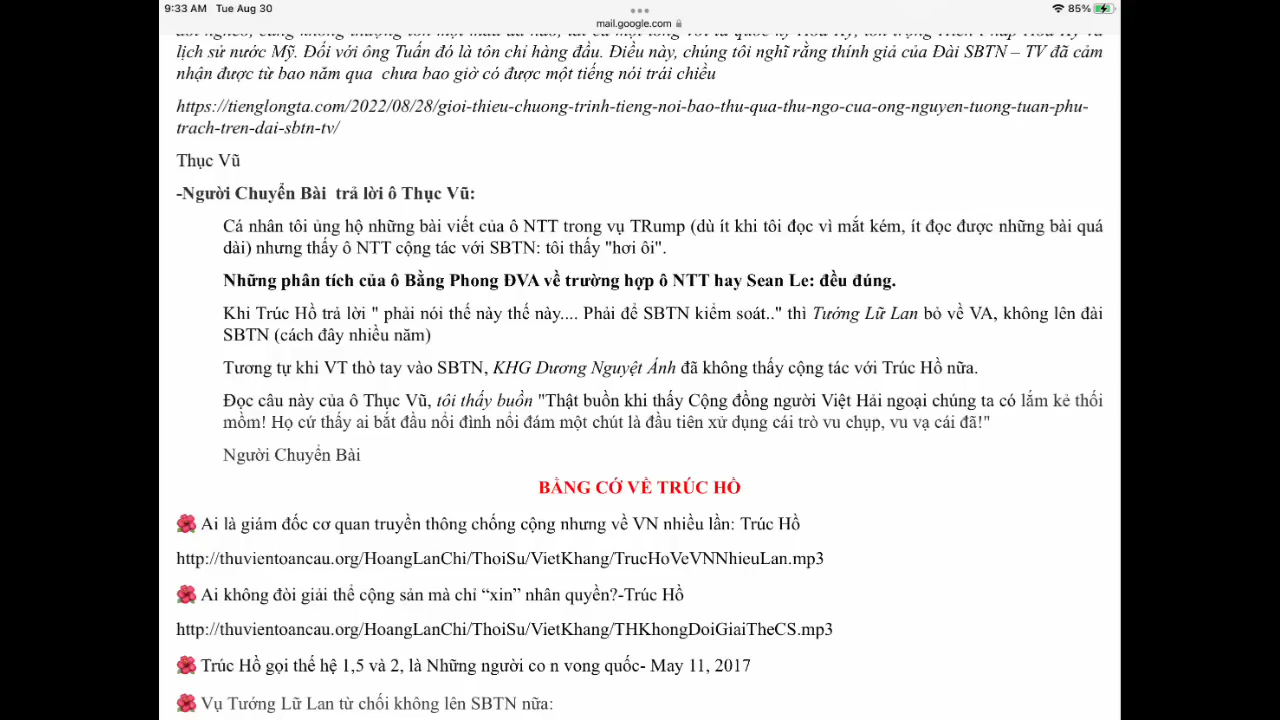 9:33 AM Tue Aug 30
85%
mail.google.com
lịch sử nước Mỹ. Đối với ông Tuấn đó là tôn chỉ hàng đầu. Điều này, chúng tôi nghĩ rằng thính giả của Đài SBTN – TV đã cảm
nhận được từ bao năm qua chưa bao giờ có được một tiếng nói trái chiều
https://tienglongta.com/2022/08/28/gioi-thieu-chuong-trinh-tieng-noi-bao-thu-qua-thu-ngo-cua-ong-nguyen-tuong-tuan-phu-
trach-tren-dai-sbtn-tv/
Thục Vũ
-Người Chuyển Bài trả lời ô Thục Vũ:
Cá nhân tôi ủng hộ những bài viết của ô NTT trong vụ TRump (dù ít khi tôi đọc vì mắt kém, ít đọc được những bài quá
dài) nhưng thấy ô NTT cộng tác với SBTN: tôi thấy "hơi ôi".
Những phân tích của ô Bằng Phong ĐVA về trường hợp ô NTT hay Sean Le: đều đúng.
Khi Trúc Hồ trả lời " phải nói thế này thế này.... Phải để SBTN kiểm soát.." thì Tướng Lữ Lan bỏ về VA, không lên đài
SBTN (cách đây nhiều năm)
Tương tự khi VT thò tay vào SBTN, KHG Dương Nguyệt Ánh đã không thấy cộng tác với Trúc Hồ nữa.
Đọc câu này của ô Thục Vũ, tôi thấy buồn "Thật buồn khi thấy Cộng đồng người Việt Hải ngoại chúng ta có lắm kẻ thối
mồm! Họ cứ thấy ai bắt đầu nổi đình nổi đám một chút là đầu tiên xử dụng cái trò vu chụp, vu vạ cái đã!"
Người Chuyển Bài
BẰNG CỚ VỀ TRÚC HỒ
Ai là giám đốc cơ quan truyền thông chống cộng nhưng về VN nhiều lần: Trúc Hồ
http://thuvientoancau.org/HoangLanChi/ThoiSu/VietKhang/TrucHoVeVNNhieuLan.mp3
Ai không đòi giải thể cộng sản mà chỉ “xin” nhân quyền?-Trúc Hồ
http://thuvientoancau.org/HoangLanChi/ThoiSu/VietKhang/THKhongDoiGiaiTheCS.mp3
Trúc Hồ gọi thế hệ 1,5 và 2, là Những người co n vong quốc- May 11, 2017
Vụ Tướng Lữ Lan từ chối không lên SBTN nữa: